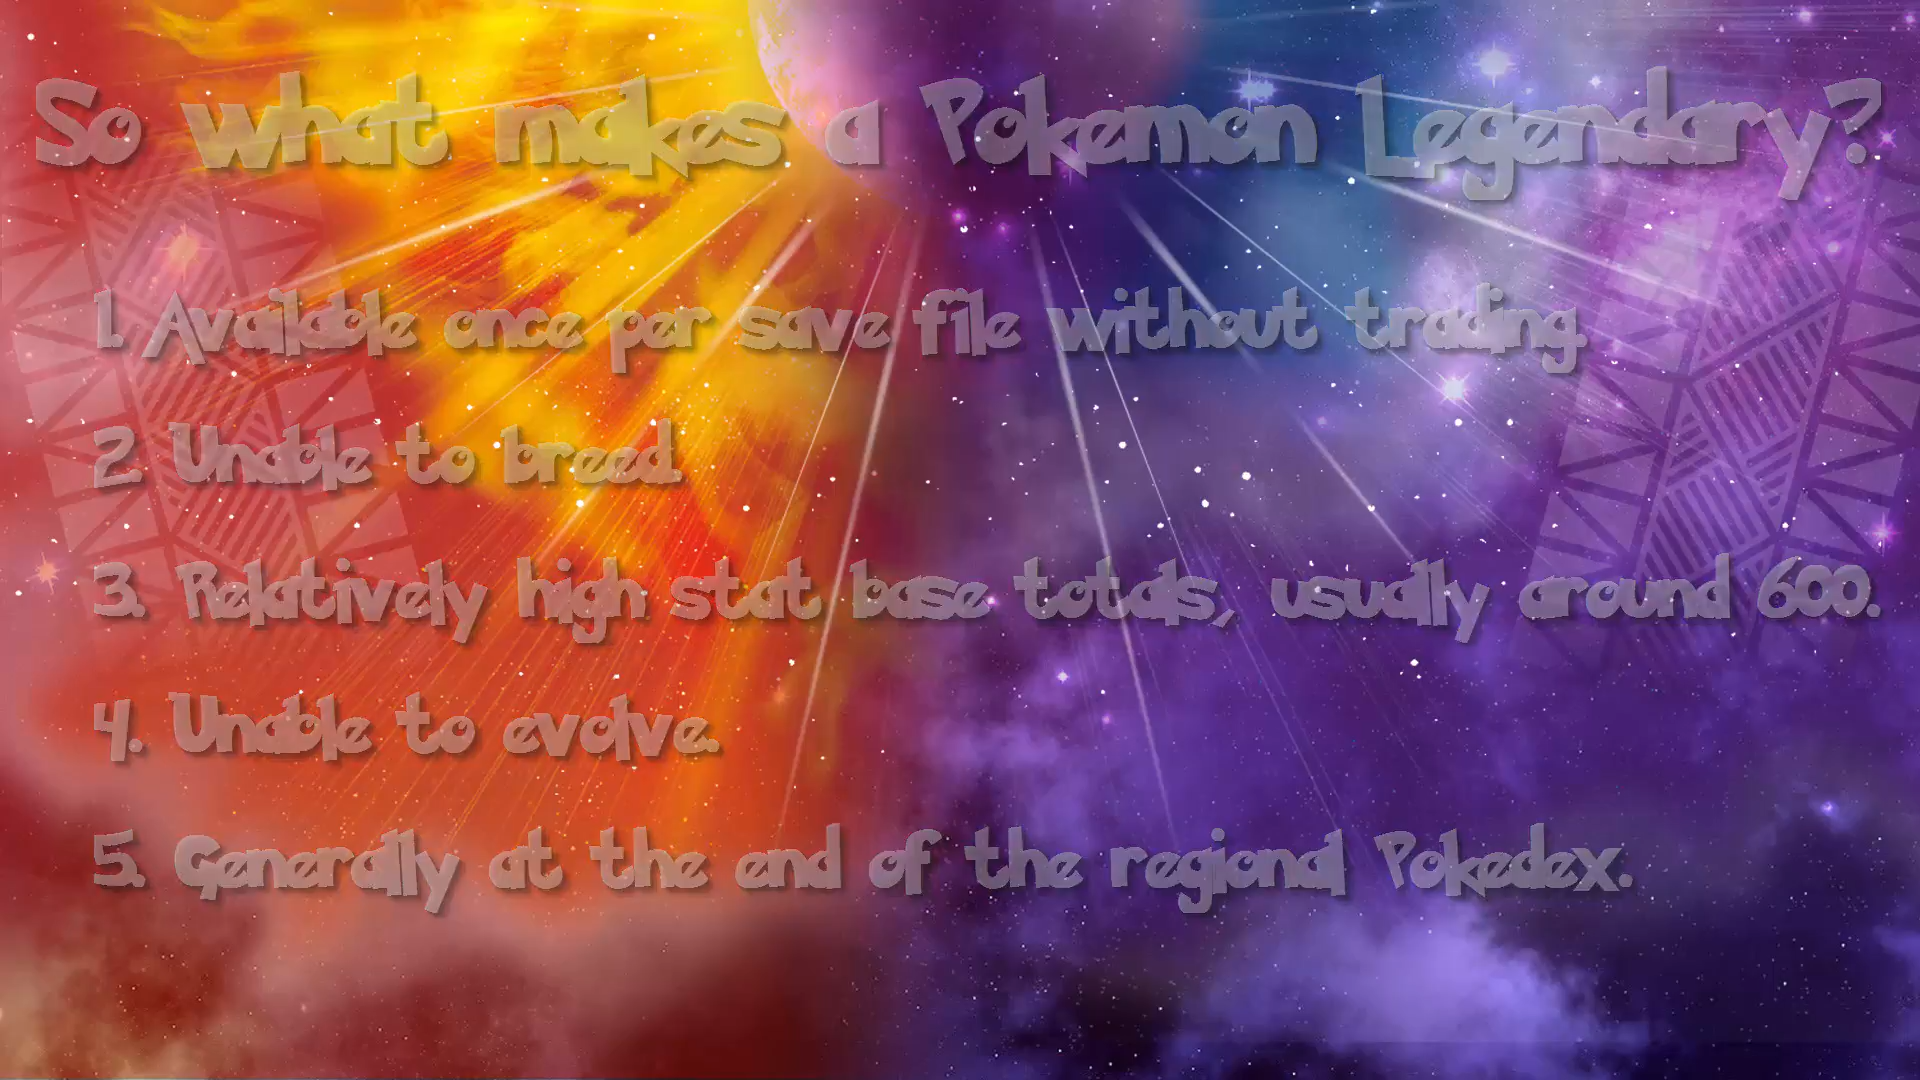 So what makes a Pokemon Legendary?
1. Available once per save file without trading.
2. Unable to breed.
3. Relatively high stat base totals, usually around 600.
4. Unable to evolve.
5. Generally at the end of the regional Pokedex.